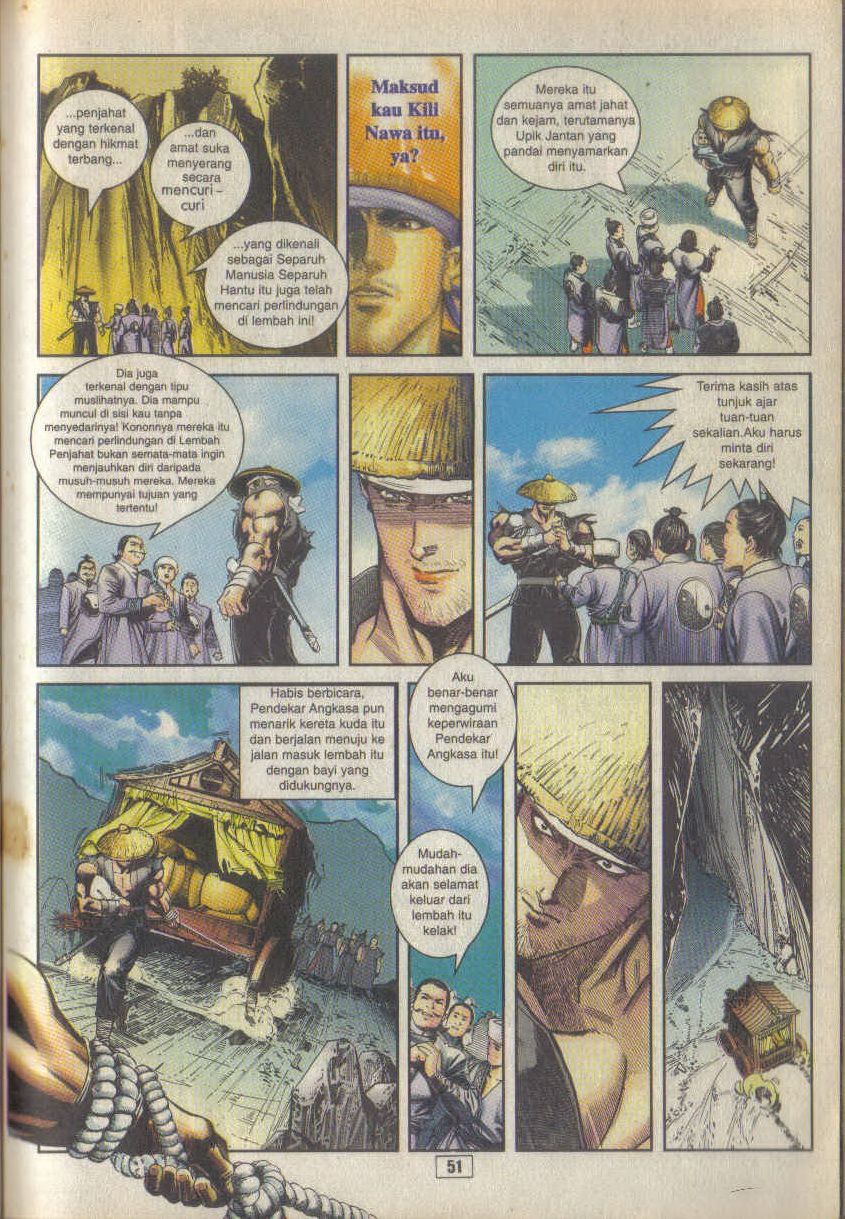 ...penjahat
yang terkenal
dengan hikmat
terbang...
...dan
amat suka
menyerang
secara
mencuri -
curi
...yang dikenali
sebagai Separuh
Manusia Separuh
Hantu itu juga telah
mencari perlindungan
di lembah ini!
Maksud
kau Kili
Nawa itu,
ya?
Mereka itu
semuanya amat jahat
dan kejam, terutamanya
Upik Jantan yang
pandai menyamarkan
diri itu.
Dia juga
terkenal dengan tipu
muslihatnya. Dia mampu
muncul di sisi kau tanpa
menyedarinya! Kononnya mereka itu
mencari perlindungan di Lembah
Penjahat bukan semata-mata ingin
menjauhkan diri daripada
musuh-musuh mereka. Mereka
mempunyai tujuan yang
tertentu!
Terima kasih atas
tunjuk ajar
tuan-tuan
sekalian.Aku harus
minta diri
sekarang!
Habis berbicara,
Pendekar Angkasa pun
menarik kereta kuda itu
dan berjalan menuju ke
jalan masuk lembah itu
dengan bayi yang
didukungnya.
Aku
benar-benar
mengagumi
keperwiraan
Pendekar
Angkasa itu!
Mudah-
mudahan dia
akan selamat
keluar dari
lembah itu
kelak!
51